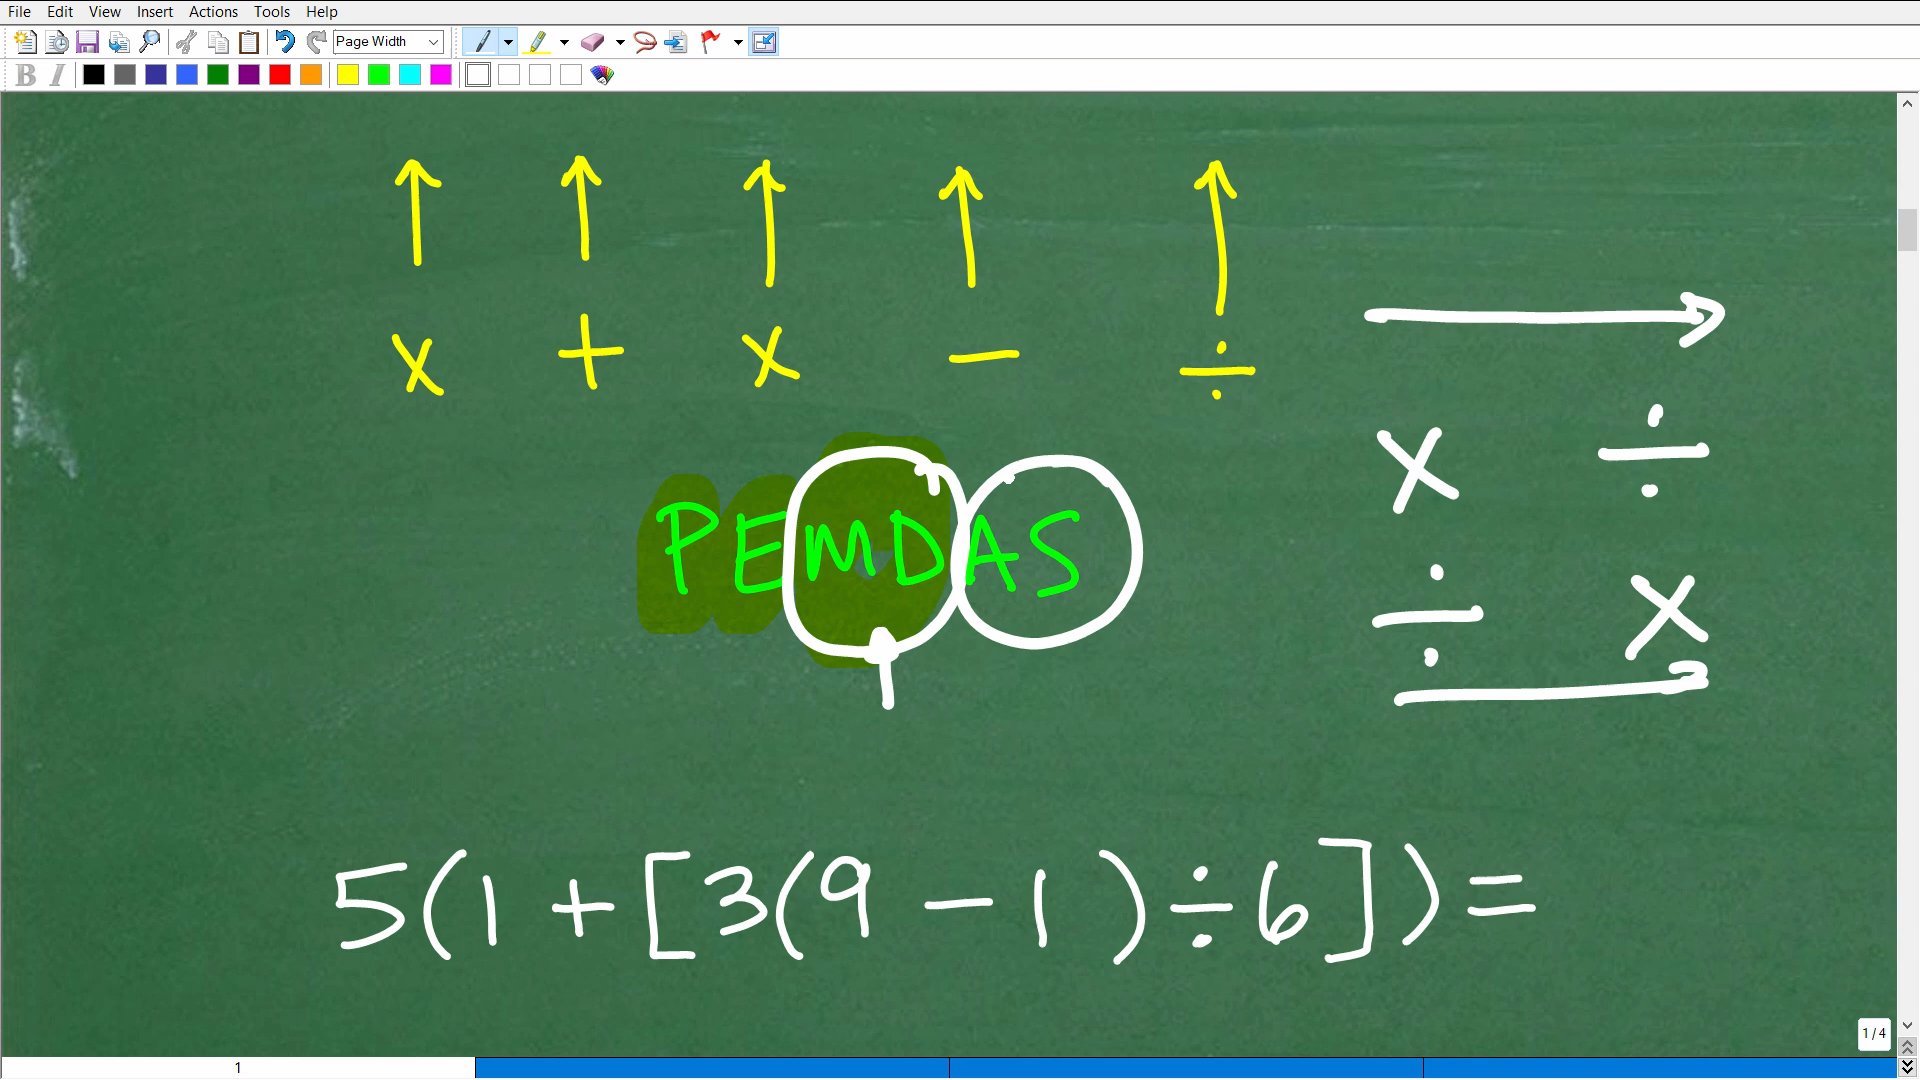 File Edit View Insert Actions Tools Help
Page Width
B I
x + x − ÷
x ÷
PEMDAS
÷ x
5(1 + [3(9 − 1) ÷ 6]) =
1 / 4
1